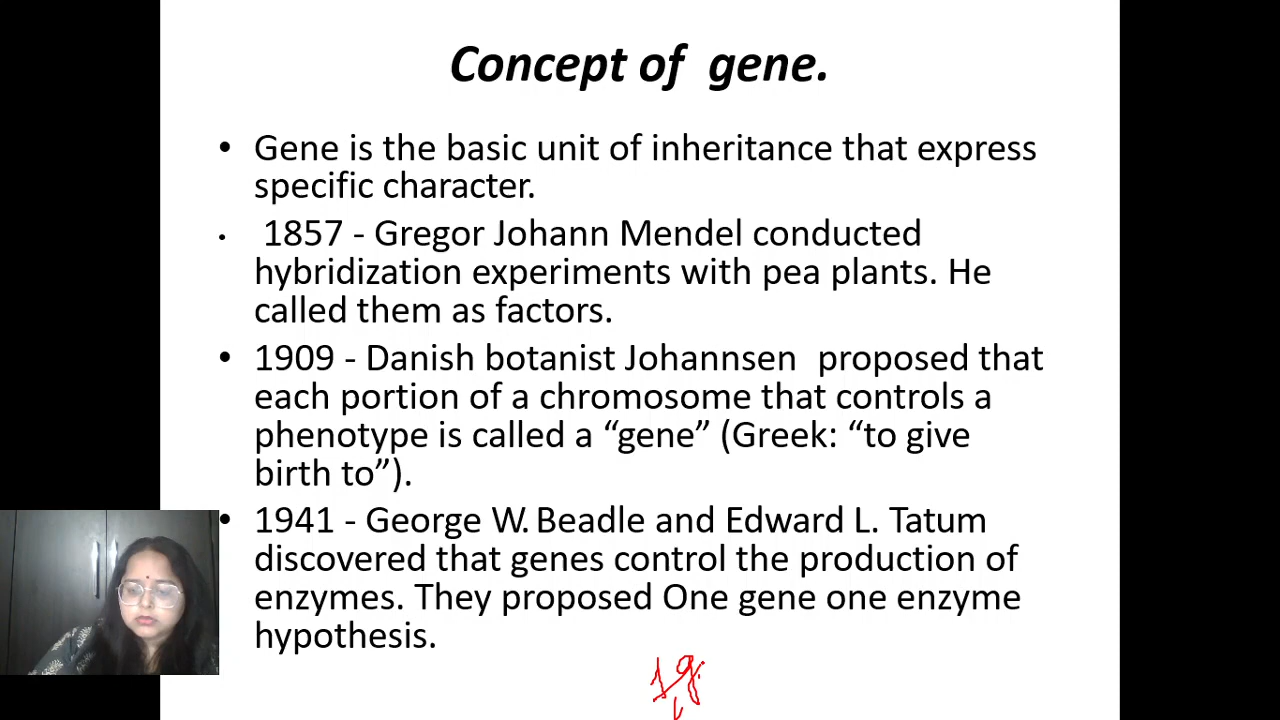 Concept of gene.
• Gene is the basic unit of inheritance that express
specific character.
• 1857 - Gregor Johann Mendel conducted
hybridization experiments with pea plants. He
called them as factors.
• 1909 - Danish botanist Johannsen proposed that
each portion of a chromosome that controls a
phenotype is called a “gene” (Greek: “to give
birth to”).
• 1941 - George W. Beadle and Edward L. Tatum
discovered that genes control the production of
enzymes. They proposed One gene one enzyme
hypothesis.